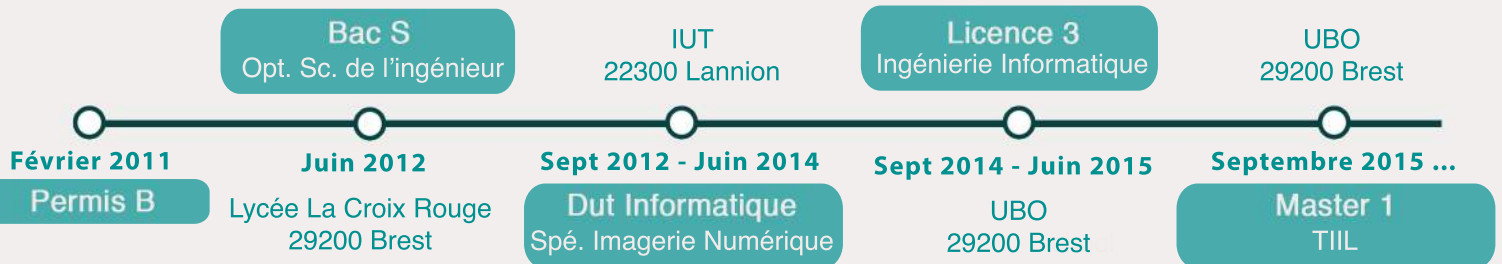 Février 2011
Permis B
Bac S
Opt. Sc. de l'ingénieur
Juin 2012
Lycée La Croix Rouge
29200 Brest
IUT
22300 Lannion
Sept 2012 - Juin 2014
Dut Informatique
Spé. Imagerie Numérique
Licence 3
Ingénierie Informatique
Sept 2014 - Juin 2015
UBO
29200 Brest
UBO
29200 Brest
Septembre 2015 ...
Master 1
TIIL